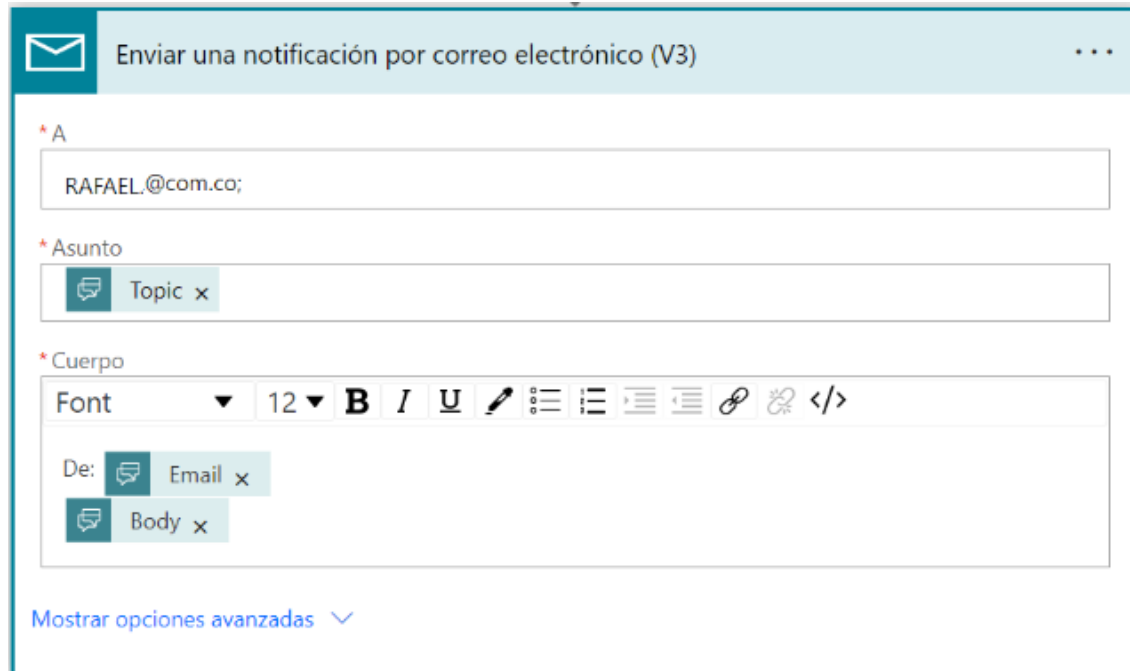 Enviar una notificación por correo electrónico (V3)
* A
RAFAEL.@com.co;
* Asunto
Topic ×
* Cuerpo
Font 12 B I U </>
De: Email ×
Body ×
Mostrar opciones avanzadas